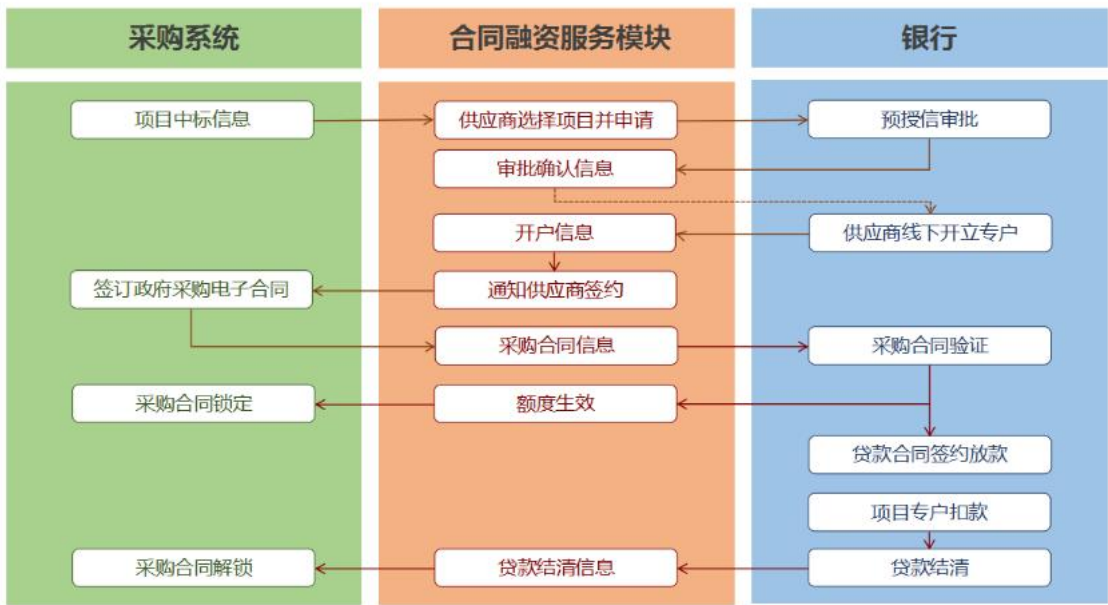 采购系统
合同融资服务模块
银行
项目中标信息
供应商选择项目并申请
预授信审批
审批确认信息
开户信息
供应商线下开立专户
签订政府采购电子合同
通知供应商签约
采购合同信息
采购合同验证
采购合同锁定
额度生效
贷款合同签约放款
项目专户扣款
采购合同解锁
贷款结清信息
贷款结清